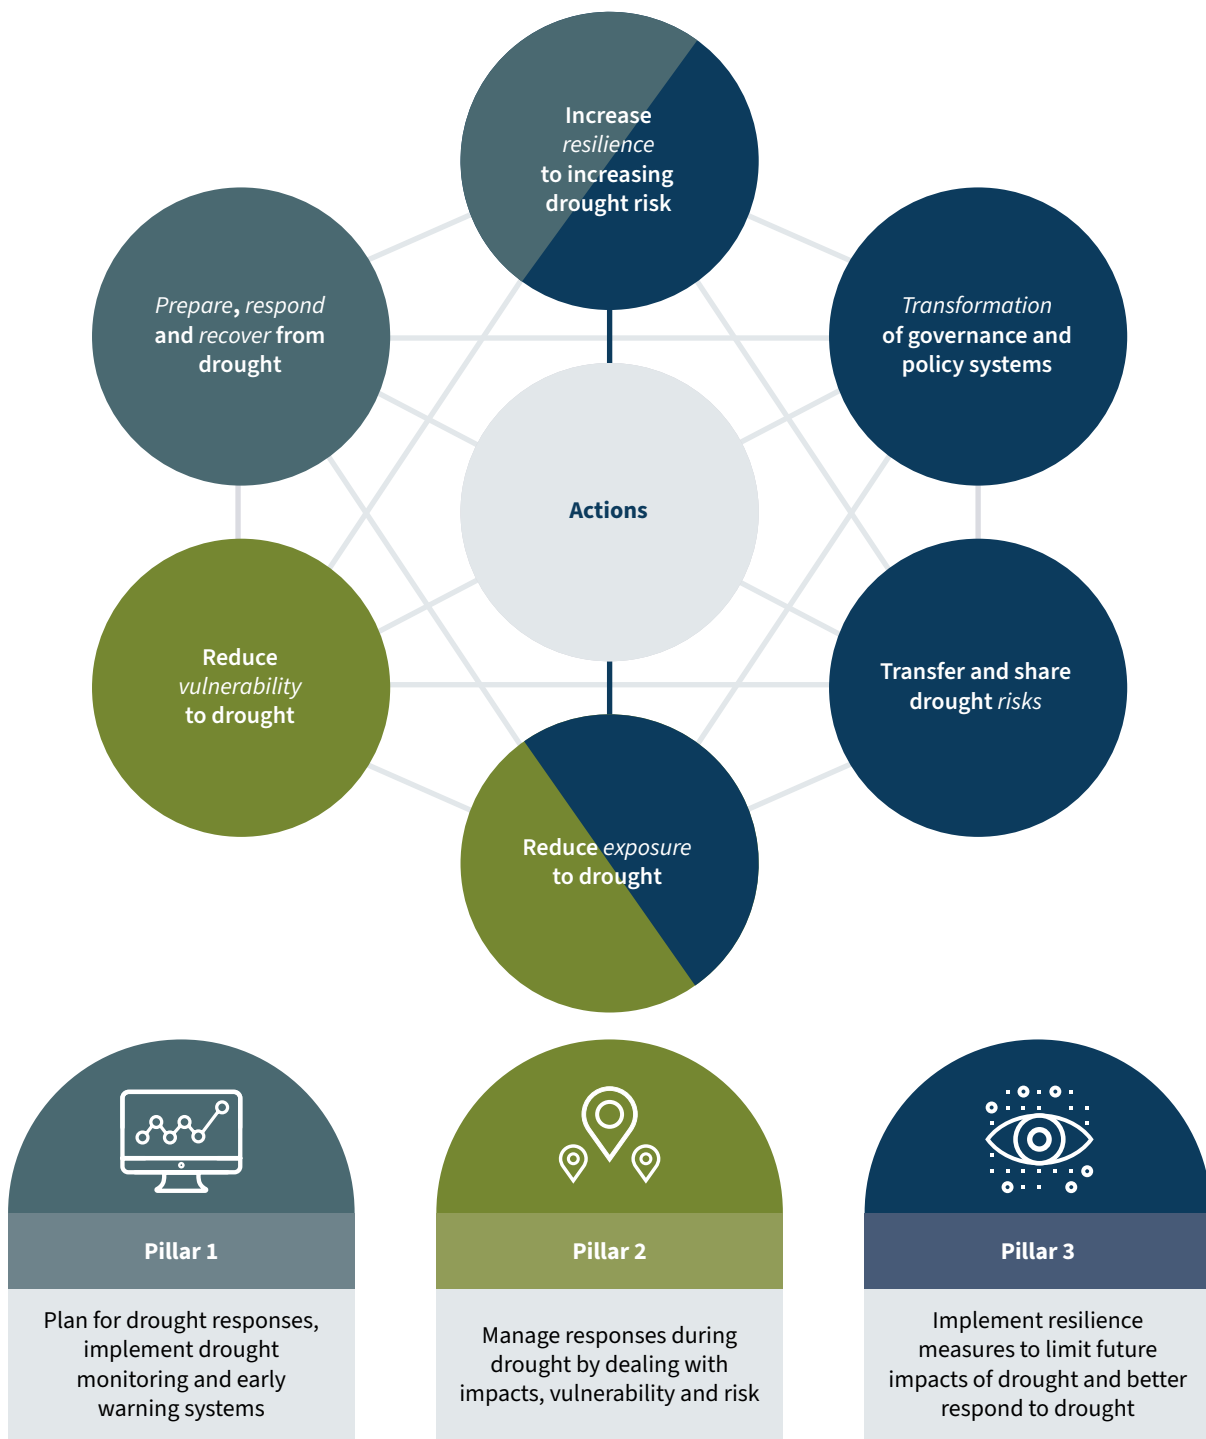 Increase
resilience
to increasing
drought risk
Prepare, respond
and recover from
drought
Transformation
of governance and
policy systems
Actions
Reduce
vulnerability
to drought
Transfer and share
drought risks
Reduce exposure
to drought
Pillar 1
Plan for drought responses,
implement drought
monitoring and early
warning systems
Pillar 2
Manage responses during
drought by dealing with
impacts, vulnerability and risk
Pillar 3
Implement resilience
measures to limit future
impacts of drought and better
respond to drought